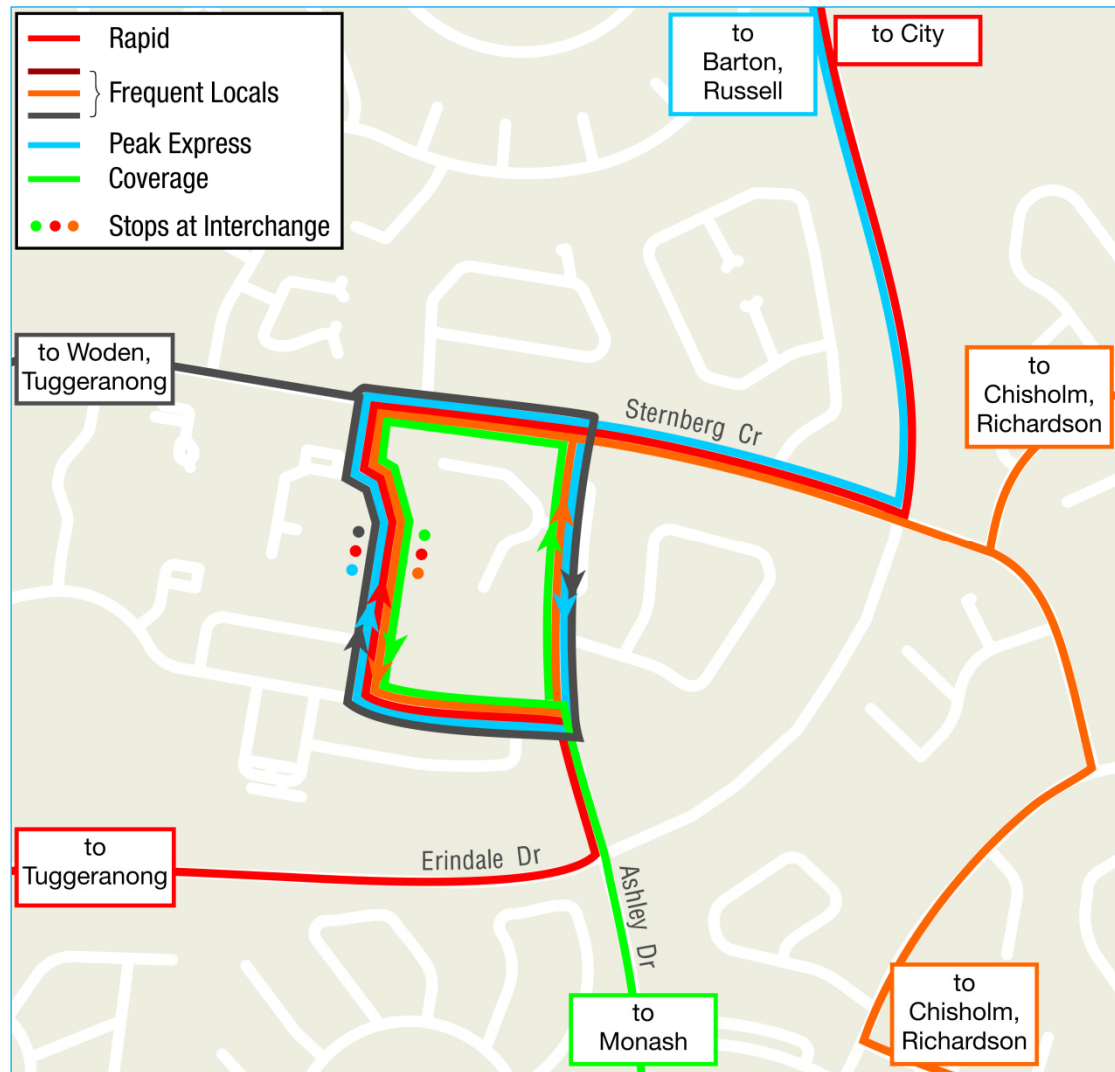 Rapid
Frequent Locals
Peak Express
Coverage
Stops at Interchange
to
Barton,
Russell
to City
to Woden,
Tuggeranong
to
Chisholm,
Richardson
Sternberg Cr
Erindale Dr
Ashley Dr
to
Tuggeranong
to
Monash
to
Chisholm,
Richardson